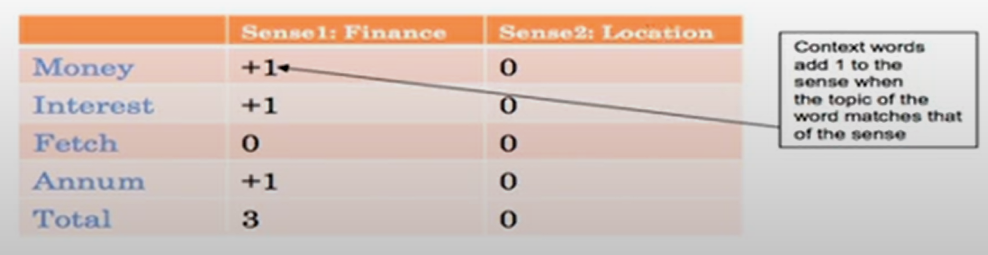 Sense1: Finance Sense2: Location
Money +1 0
Interest +1 0
Fetch 0 0
Annum +1 0
Total 3 0
Context words
add 1 to the
sense when
the topic of the
word matches that
of the sense